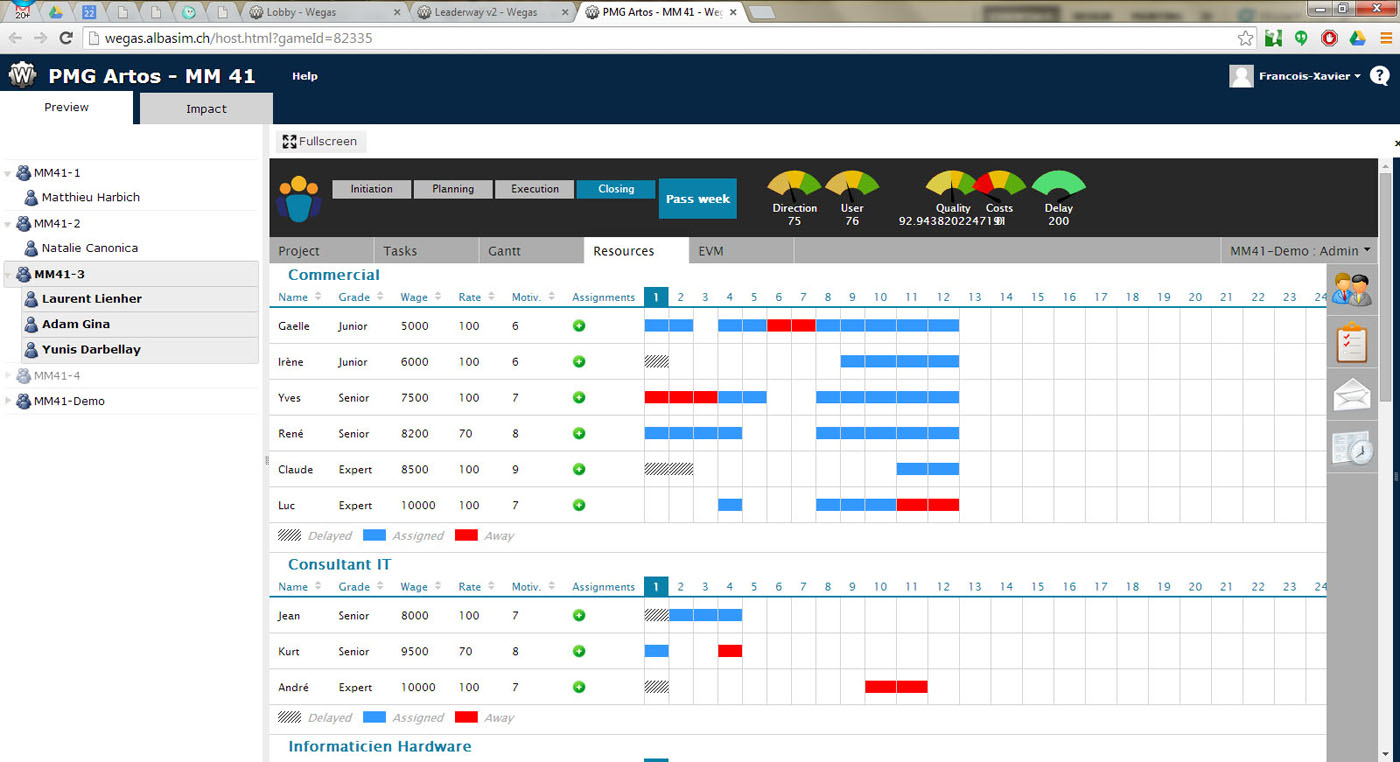 20+
22
Lobby - Wegas
Leaderway v2 - Wegas
PMG Artos - MM 41 - We
wegas.albasim.ch/host.html?gameId=82335
W PMG Artos - MM 41 Help
Francois-Xavier ?
Preview Impact
Fullscreen
MM41-1
Matthieu Harbich
MM41-2
Natalie Canonica
MM41-3
Laurent Lienher
Adam Gina
Yunis Darbellay
MM41-4
MM41-Demo
Initiation Planning Execution Closing Pass week
Direction User Quality Costs Delay
75 76 92.9438202247191 200
Project Tasks Gantt Resources EVM MM41-Demo : Admin
Commercial
Name Grade Wage Rate Motiv. Assignments 1 2 3 4 5 6 7 8 9 10 11 12 13 14 15 16 17 18 19 20 21 22 23 24
Gaelle Junior 5000 100 6
Irène Junior 6000 100 6
Yves Senior 7500 100 7
René Senior 8200 70 8
Claude Expert 8500 100 9
Luc Expert 10000 100 7
Delayed Assigned Away
Consultant IT
Name Grade Wage Rate Motiv. Assignments 1 2 3 4 5 6 7 8 9 10 11 12 13 14 15 16 17 18 19 20 21 22 23 24
Jean Senior 8000 100 7
Kurt Senior 9500 70 8
André Expert 10000 100 7
Delayed Assigned Away
Informaticien Hardware